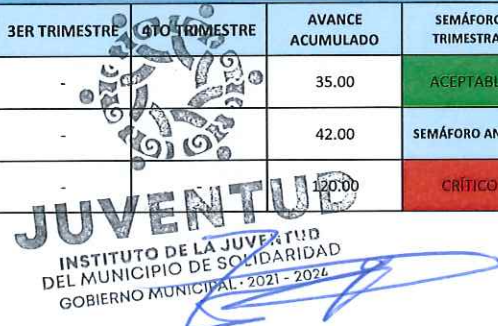 3ER TRIMESTRE 4TO TRIMESTRE AVANCE ACUMULADO SEMÁFORO TRIMESTRA
- 35.00 ACEPTABL
- 42.00 SEMÁFORO AN
- - 120.00 CRÍTICO
JUVENTUD
INSTITUTO DE LA JUVENTUD
DEL MUNICIPIO DE SOLIDARIDAD
GOBIERNO MUNICIPAL · 2021 - 2024